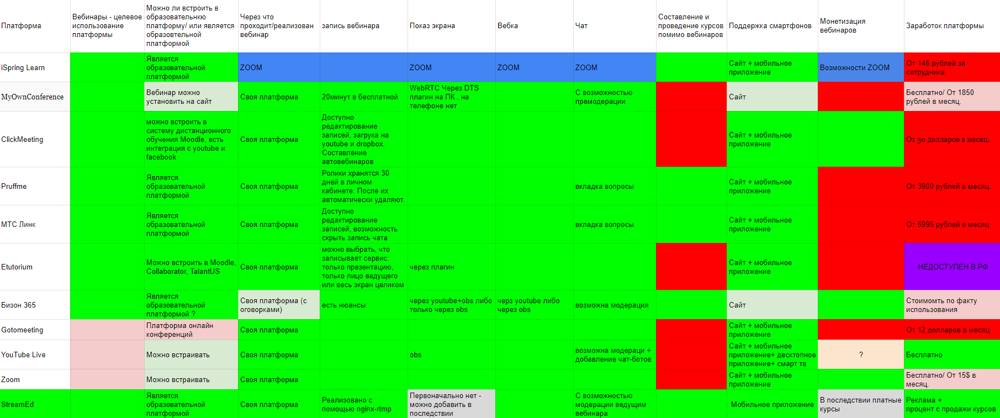 Платформа
Вебинары - целевое
использование
платформы
Можно ли встроить в
образовательнкю
платформу/ или является
образовтельной
платформой
Через что
проходит/реализован
вебинар
запись вебинара
Показ экрана
Вебка
Чат
Составление и
проведение курсов
помимо вебинаров
Поддержка смартфонов
Монетизация
вебинаров
Заработок платформы
iSpring Learn
Является
образовательной
платформой
ZOOM
ZOOM
ZOOM
ZOOM
Сайт + мобильное
приложение
Возможности ZOOM
От 146 рублей за
сотрудника.
MyOwnConference
Вебинар можно
установить на сайт
Своя платформа
20минут в бесплатной
WebRTC Через DTS
плагин на ПК , на
телефоне нет
С возможностью
премодерации
Сайт
Бесплатно/ От 1850
рублей в месяц.
ClickMeeting
можно встроить в
систему дистанционного
обучения Moodle, есть
интеграция с youtube и
facebook
Своя платформа
Доступно
редактирование
записей, загрука на
youtube и dropbox.
Составление
автовебинаров
Сайт + мобильное
приложение
От 30 долларов в месяц.
Pruffme
Является
образовательной
платформой
Своя платформа
Ролики хранятся 30
дней в личном
кабинете. После их
автоматически удаляют.
вкладка вопросы
Сайт + мобильное
приложение
От 3900 рублей в месяц.
МТС Линк
Является
образовательной
платформой
Своя платформа
Доступно
редактирование
записей, возможность
скрыть запись чата
вкладка вопросы
Сайт + мобильное
приложение
От 5995 рублей в месяц.
Etutorium
Можно встроить в Moodle,
Collaborator, TalantUS
Своя платформа
можно выбрать, что
записывает сервис:
только презентацию,
только лицо ведущего
или весь экран целиком
через плагин
Сайт + мобильное
приложение
НЕДОСТУПЕН В РФ
Бизон 365
Является
образовательной
платформой ?
Своя платформа (с
оговорками)
есть нюансы
через youtube+obs либо
только через obs
черз youtube либо
через obs
возможна модерация
Сайт
Стоимомть по факту
использования
Gotomeeting
Платформа онлайн
конференций
Своя платформа
Сайт + мобильное
приложение
От 12 долларов в месяц
YouTube Live
Можно встраивать
Своя платформа
obs
возможна модераци +
добавление чат-ботов
Сайт + мобильное
приложение+ десктопное
приложение+ смарт тв
?
Бесплатно
Zoom
Можно встраивать
Своя платформа
Сайт + мобильное
приложение
Бесплатно/ От 15$ в
месяц.
StreamEd
Является
образовательной
платформой
Своя платформа
Реализовано с
помощью nginx-rtmp
Первоначально нет -
можно добавить в
последствии
С возможностью
модерации ведущим
вебинара
Мобильное приложение
В последствии платные
курсы
Реклама +
процент с продажи курсов